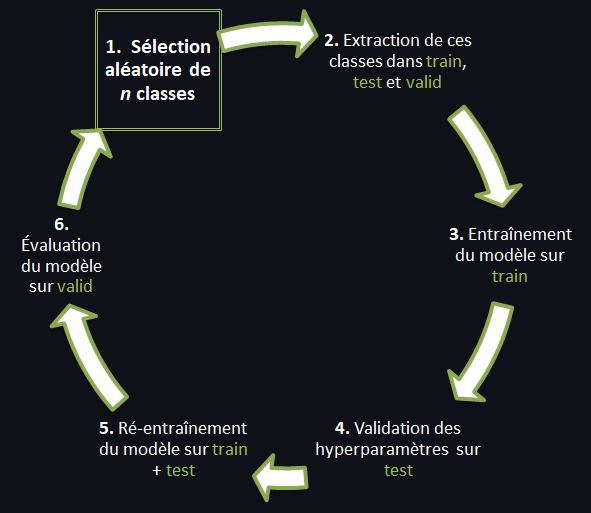 1. Sélection
aléatoire de
n classes
2. Extraction de ces
classes dans train,
test et valid
3. Entraînement
du modèle sur
train
4. Validation des
hyperparamètres sur
test
5. Ré-entraînement
du modèle sur train
+ test
6.
Évaluation
du modèle
sur valid